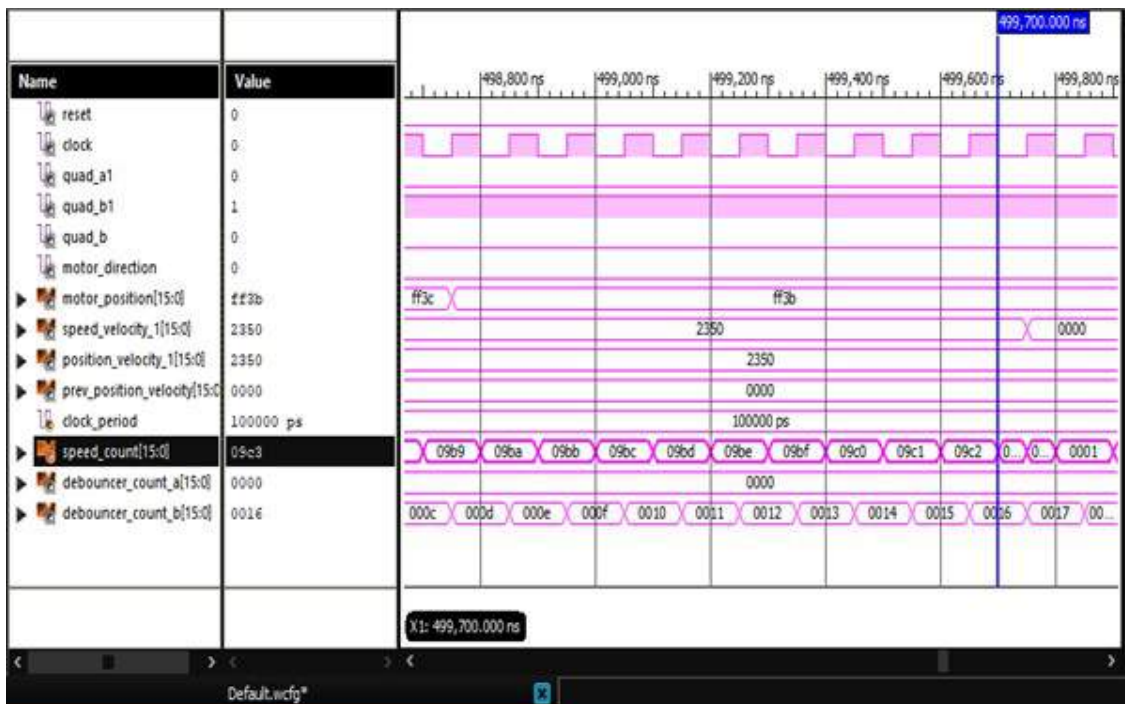 499,700.000 ns
Name Value
498,800 ns 499,000 ns 499,200 ns 499,400 ns 499,600 ns 499,800 ns
reset 0
clock 0
quad_a1 0
quad_b1 1
quad_b 0
motor_direction 0
motor_position[15:0] ff3b ff3c ff3b
speed_velocity_1[15:0] 2350 2350 0000
position_velocity_1[15:0] 2350 2350
prev_position_velocity[15:0 0000 0000
clock_period 100000 ps 100000 ps
speed_count[15:0] 09c3 09b9 09ba 09bb 09bc 09bd 09be 09bf 09c0 09c1 09c2 0... 0... 0001
debouncer_count_a[15:0] 0000 0000
debouncer_count_b[15:0] 0016 000c 000d 000e 000f 0010 0011 0012 0013 0014 0015 0016 0017 00...
X1: 499,700.000 ns
Default.wcfg*